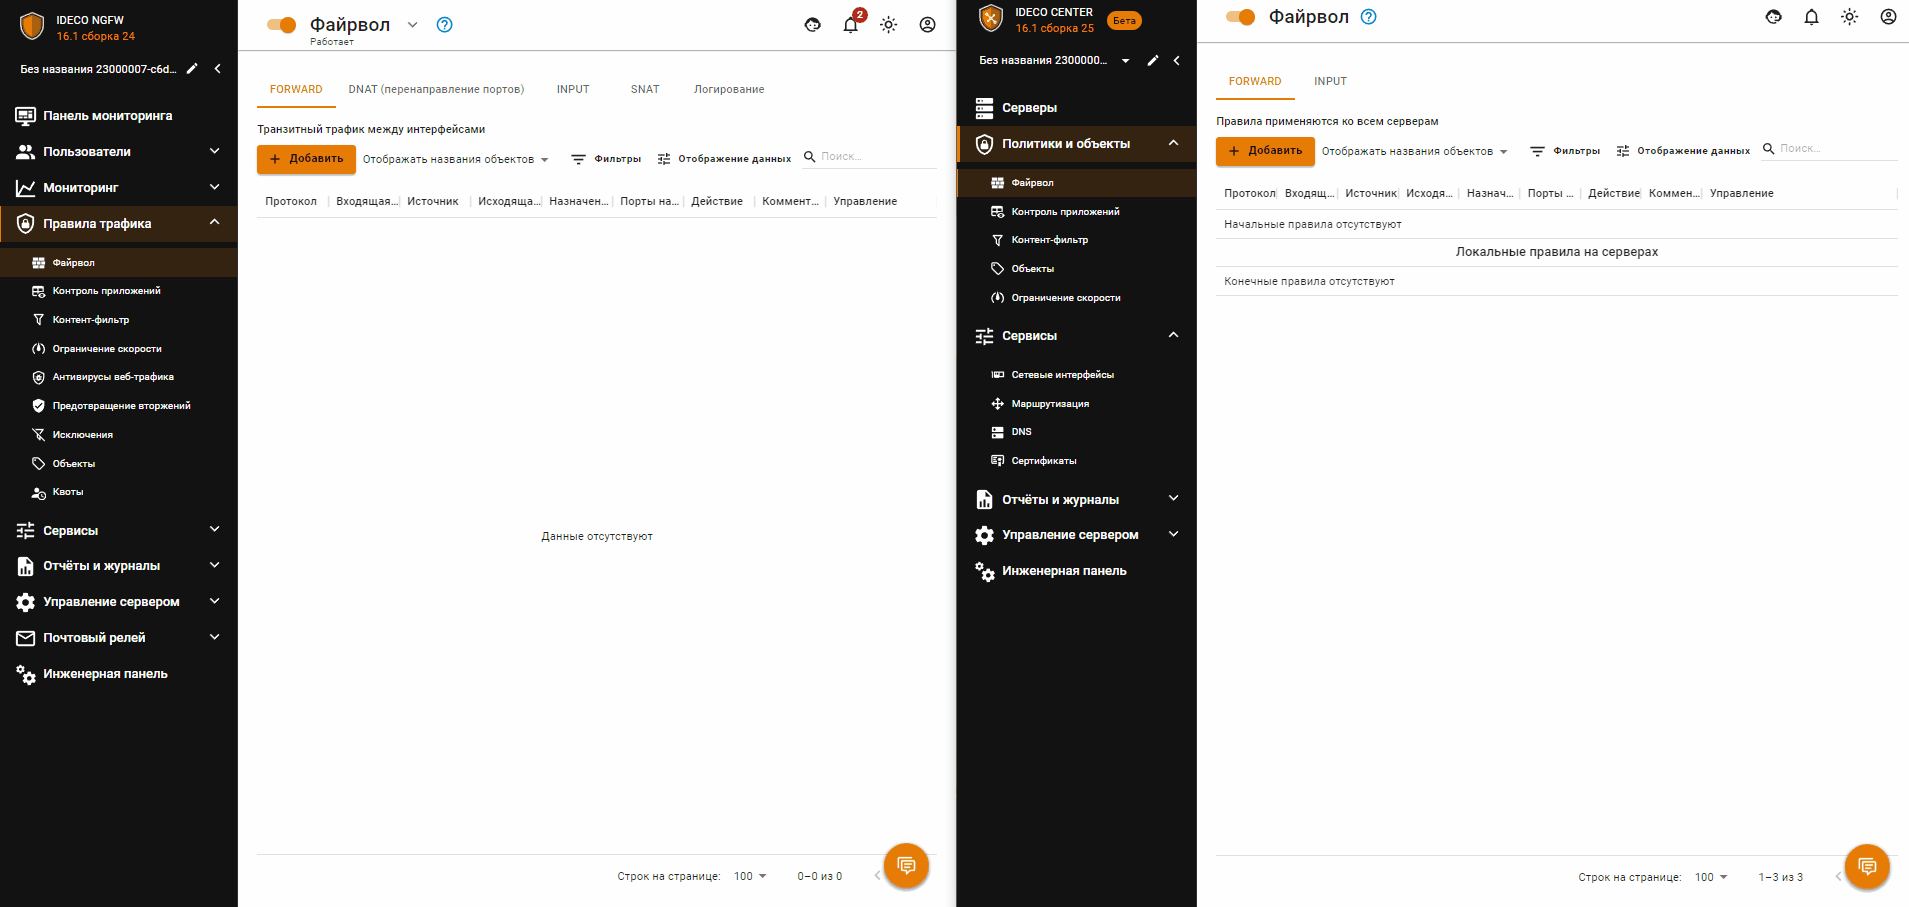 IDECO NGFW
16.1 сборка 24
Без названия 23000007-c6d...
Панель мониторинга
Пользователи
Мониторинг
Правила трафика
Файрвол
Контроль приложений
Контент-фильтр
Ограничение скорости
Антивирусы веб-трафика
Предотвращение вторжений
Исключения
Объекты
Квоты
Сервисы
Отчёты и журналы
Управление сервером
Почтовый релей
Инженерная панель
Файрвол
Работает
2
FORWARD DNAT (перенаправление портов) INPUT SNAT Логирование
Транзитный трафик между интерфейсами
+ Добавить Отображать названия объектов Фильтры Отображение данных Поиск...
Протокол Входящая... Источник Исходяща... Назначен... Порты на... Действие Коммент... Управление
Данные отсутствуют
Строк на странице: 100 0–0 из 0
IDECO CENTER
16.1 сборка 25
Бета
Без названия 2300000...
Серверы
Политики и объекты
Файрвол
Контроль приложений
Контент-фильтр
Объекты
Ограничение скорости
Сервисы
Сетевые интерфейсы
Маршрутизация
DNS
Сертификаты
Отчёты и журналы
Управление сервером
Инженерная панель
Файрвол
FORWARD INPUT
Правила применяются ко всем серверам
+ Добавить Отображать названия объектов Фильтры Отображение данных Поиск...
Протокол Входящ... Источник Исходя... Назнач... Порты ... Действие Коммен... Управление
Начальные правила отсутствуют
Локальные правила на серверах
Конечные правила отсутствуют
Строк на странице: 100 1–3 из 3